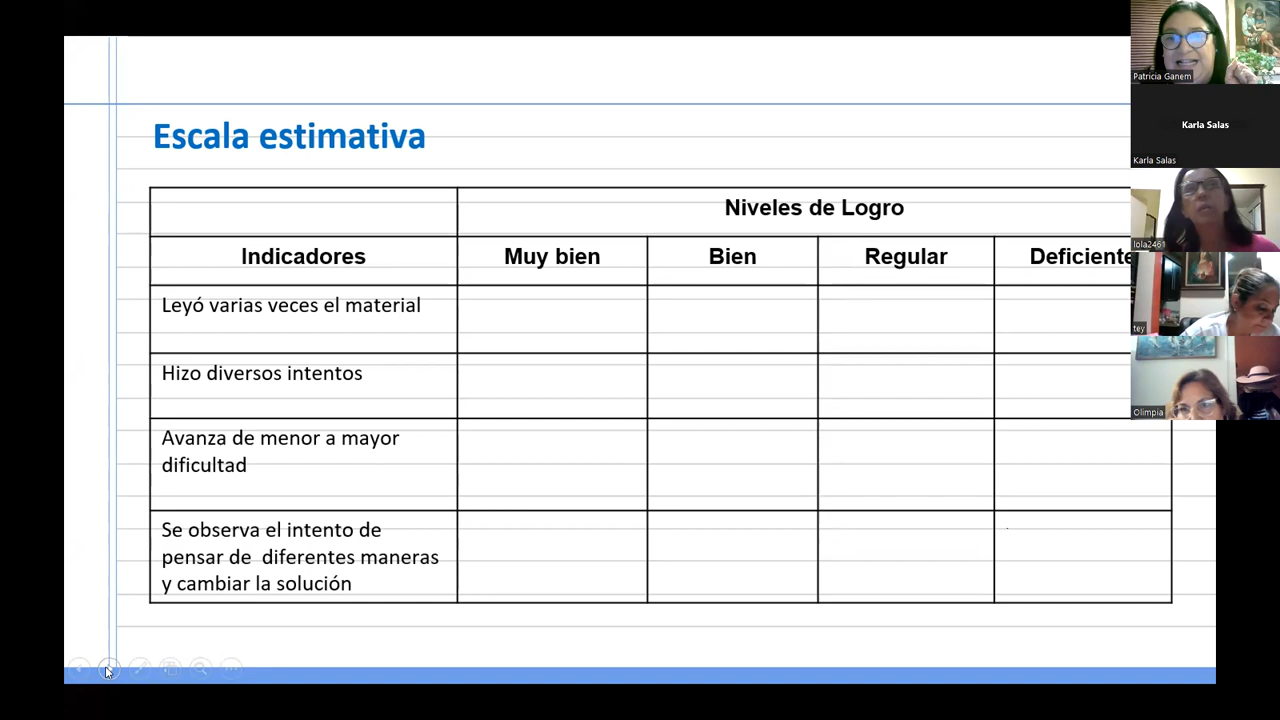 Escala estimativa
Niveles de Logro
Indicadores
Muy bien
Bien
Regular
Deficiente
Leyó varias veces el material
Hizo diversos intentos
Avanza de menor a mayor
dificultad
Se observa el intento de
pensar de diferentes maneras
y cambiar la solución
Patricia Ganem
Karla Salas
Karla Salas
lola2461
tey
Olimpia